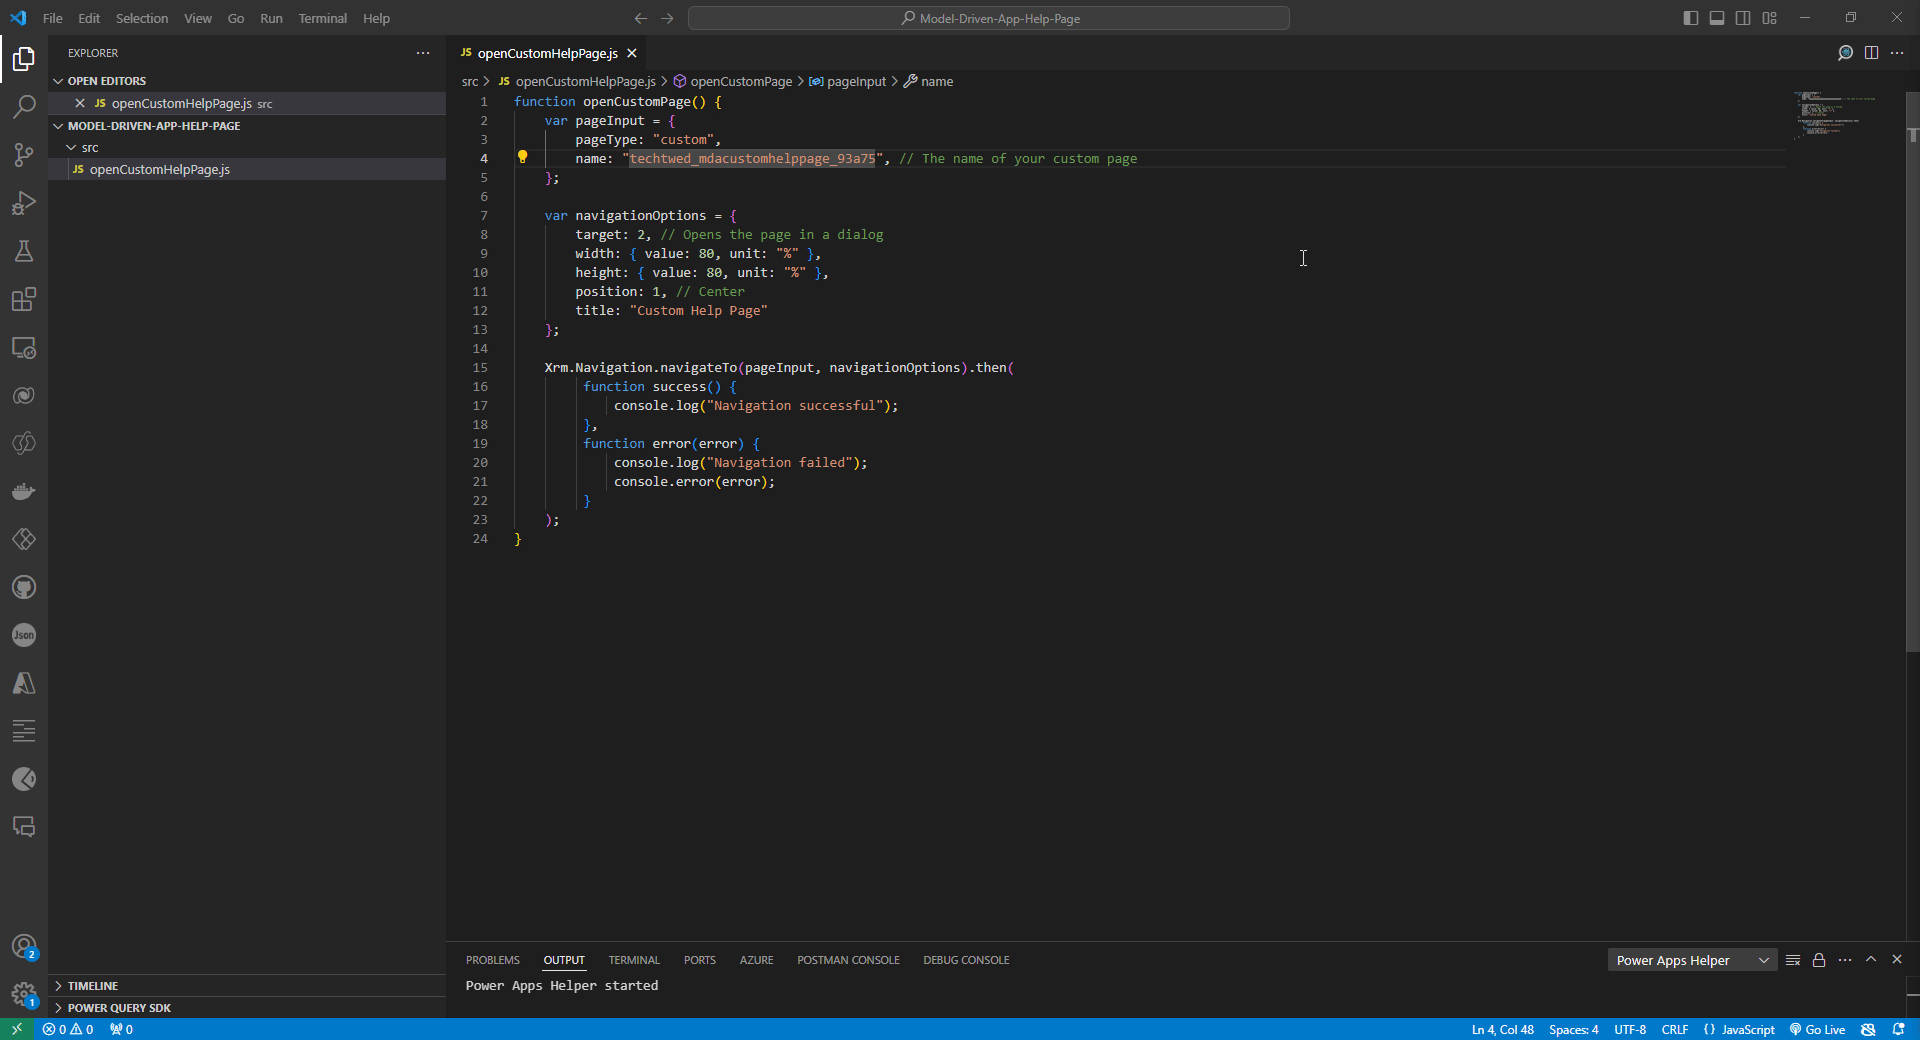 File Edit Selection View Go Run Terminal Help
Model-Driven-App-Help-Page
EXPLORER
OPEN EDITORS
JS openCustomHelpPage.js src
MODEL-DRIVEN-APP-HELP-PAGE
src
JS openCustomHelpPage.js
JS openCustomHelpPage.js
src > JS openCustomHelpPage.js > openCustomPage > pageInput > name
1 function openCustomPage() {
2 var pageInput = {
3 pageType: "custom",
4 name: "techtwed_mdacustomhelppage_93a75", // The name of your custom page
5 };
6
7 var navigationOptions = {
8 target: 2, // Opens the page in a dialog
9 width: { value: 80, unit: "%" },
10 height: { value: 80, unit: "%" },
11 position: 1, // Center
12 title: "Custom Help Page"
13 };
14
15 Xrm.Navigation.navigateTo(pageInput, navigationOptions).then(
16 function success() {
17 console.log("Navigation successful");
18 },
19 function error(error) {
20 console.log("Navigation failed");
21 console.error(error);
22 }
23 );
24 }
Json
2
1
TIMELINE
POWER QUERY SDK
PROBLEMS OUTPUT TERMINAL PORTS AZURE POSTMAN CONSOLE DEBUG CONSOLE
Power Apps Helper
Power Apps Helper started
0 0 0
Ln 4, Col 48 Spaces: 4 UTF-8 CRLF {} JavaScript Go Live